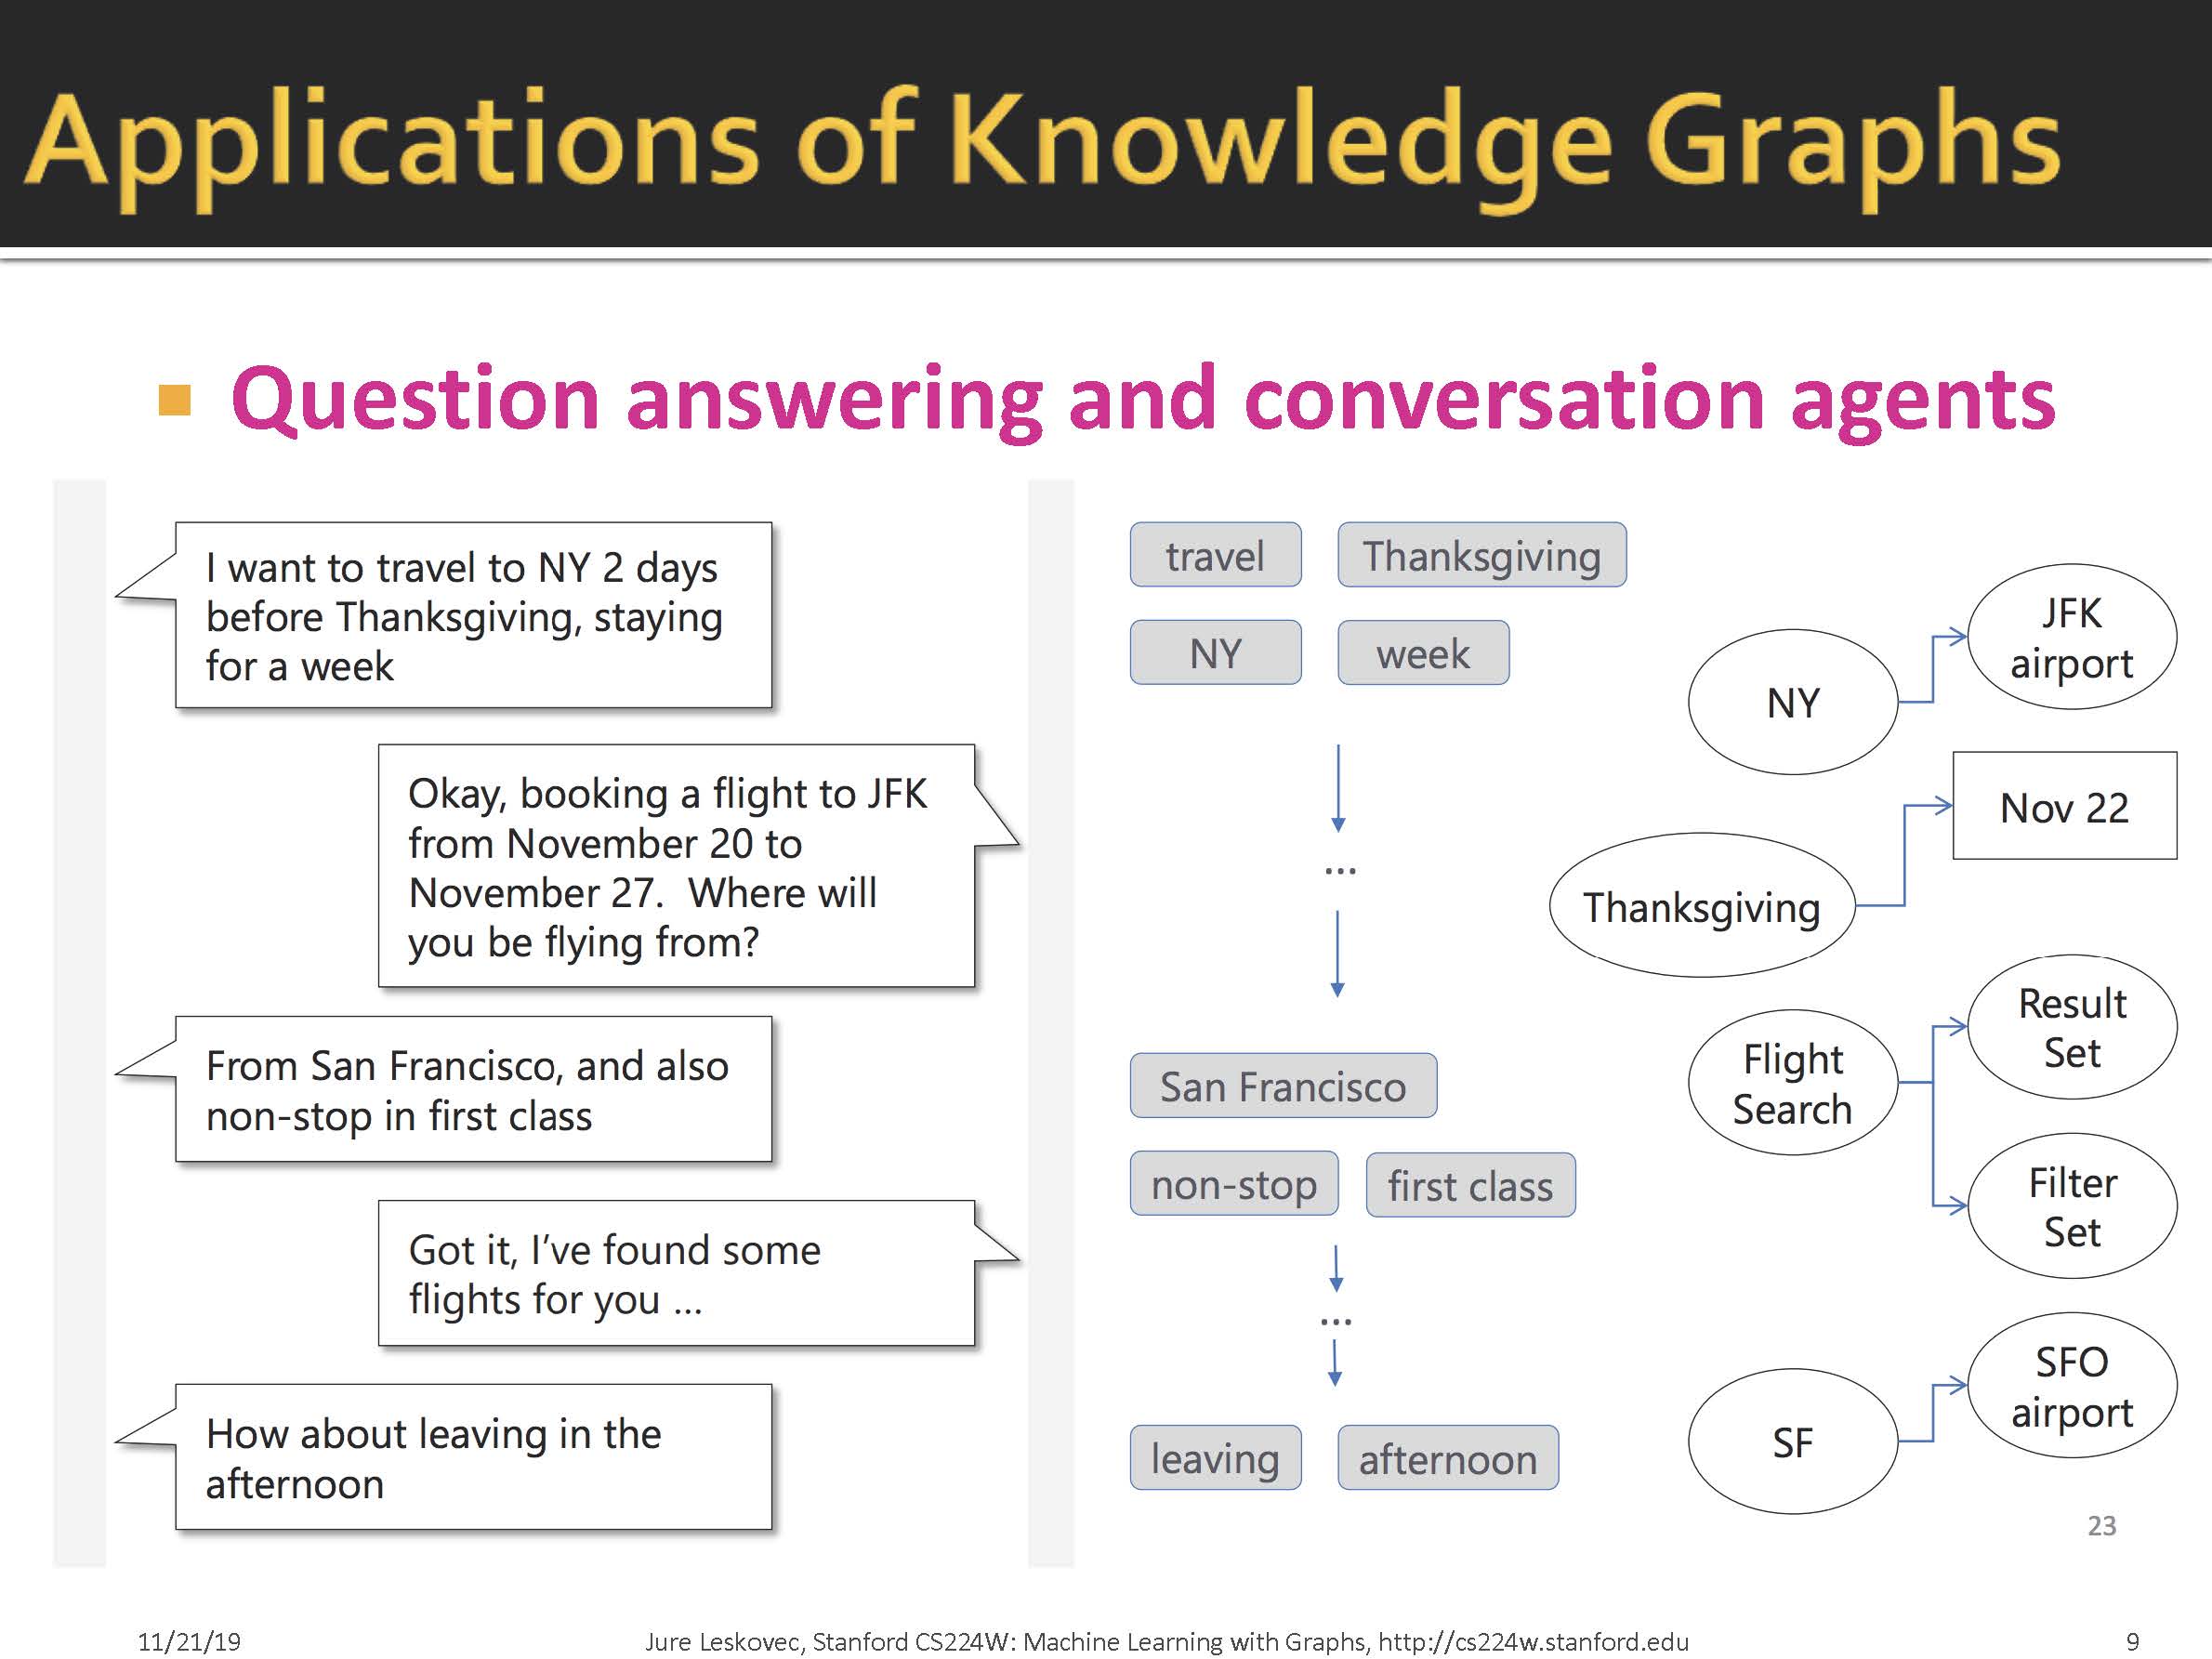 Applications of Knowledge Graphs
Question answering and conversation agents
I want to travel to NY 2 days
before Thanksgiving, staying
for a week
Okay, booking a flight to JFK
from November 20 to
November 27.  Where will
you be flying from?
From San Francisco, and also
non-stop in first class
Got it, I've found some
flights for you ...
How about leaving in the
afternoon
travel
Thanksgiving
NY
week
...
San Francisco
non-stop
first class
...
leaving
afternoon
NY
JFK
airport
Thanksgiving
Nov 22
Flight
Search
Result
Set
Filter
Set
SF
SFO
airport
23
11/21/19
Jure Leskovec, Stanford CS224W: Machine Learning with Graphs, http://cs224w.stanford.edu
9